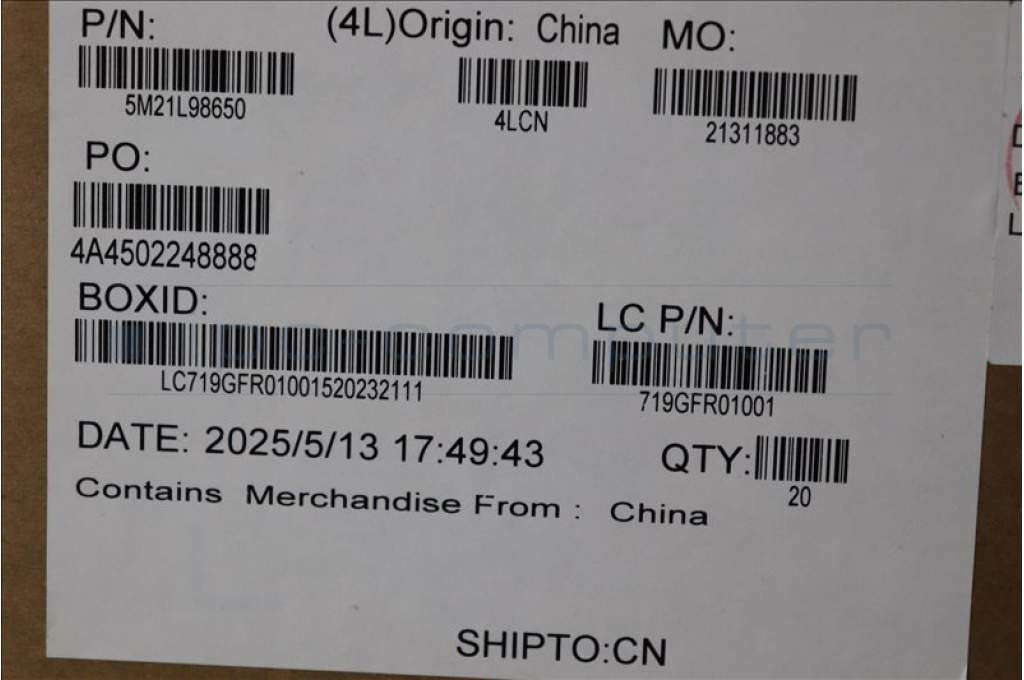 P/N:
(4L)Origin: China
MO:
5M21L98650
4LCN
21311883
PO:
4A4502248888
BOXID:
LC P/N:
LC719GFR01001520232111
719GFR01001
DATE: 2025/5/13 17:49:43
QTY:
20
Contains Merchandise From : China
SHIPTO:CN